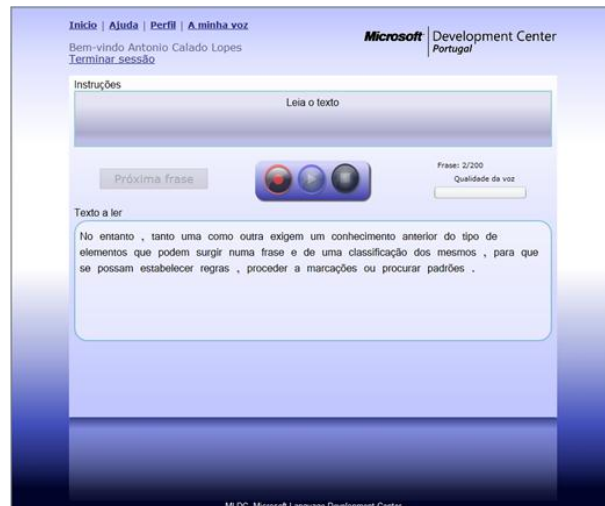 Inicio | Ajuda | Perfil | A minha voz
Bem-vindo Antonio Calado Lopes
Terminar sessão
Microsoft Development Center
Portugal
Instruções
Leia o texto
Próxima frase
Frase: 2/200
Qualidade da voz
Texto a ler
No entanto , tanto uma como outra exigem um conhecimento anterior do tipo de
elementos que podem surgir numa frase e de uma classificação dos mesmos , para que
se possam estabelecer regras , proceder a marcações ou procurar padrões .
MLDC, Microsoft Language Development Center